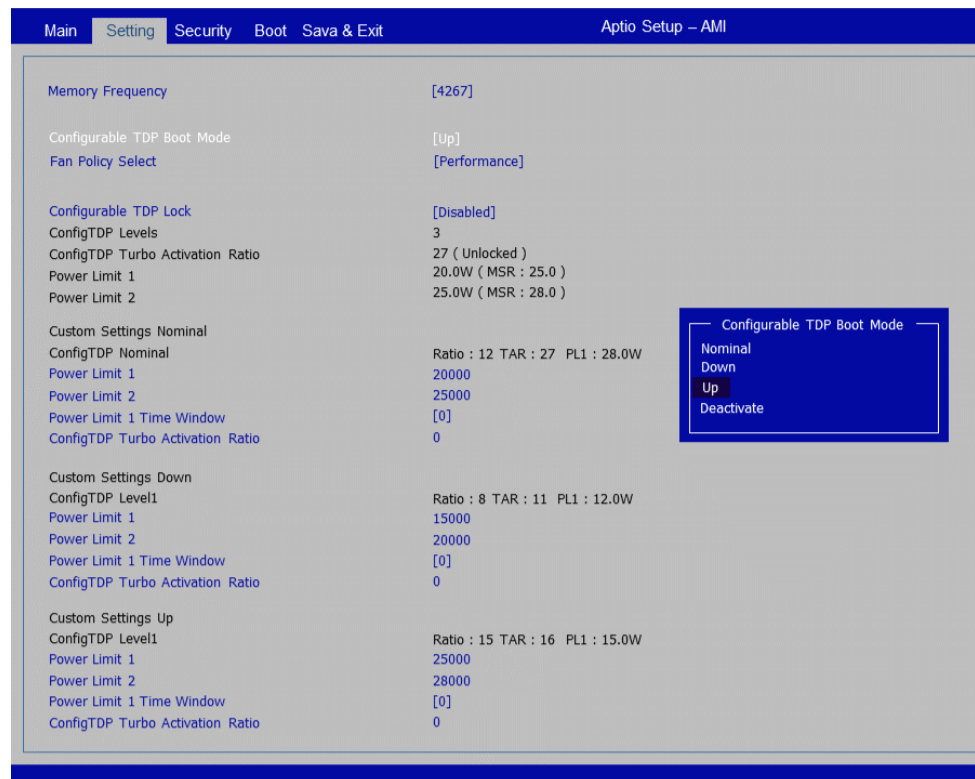 Main Setting Security Boot Sava & Exit Aptio Setup – AMI
Memory Frequency [4267]
Configurable TDP Boot Mode [Up]
Fan Policy Select [Performance]
Configurable TDP Lock [Disabled]
ConfigTDP Levels 3
ConfigTDP Turbo Activation Ratio 27 ( Unlocked )
Power Limit 1 20.0W ( MSR : 25.0 )
Power Limit 2 25.0W ( MSR : 28.0 )
Custom Settings Nominal
ConfigTDP Nominal Ratio : 12 TAR : 27 PL1 : 28.0W
Power Limit 1 20000
Power Limit 2 25000
Power Limit 1 Time Window [0]
ConfigTDP Turbo Activation Ratio 0
Custom Settings Down
ConfigTDP Level1 Ratio : 8 TAR : 11 PL1 : 12.0W
Power Limit 1 15000
Power Limit 2 20000
Power Limit 1 Time Window [0]
ConfigTDP Turbo Activation Ratio 0
Custom Settings Up
ConfigTDP Level1 Ratio : 15 TAR : 16 PL1 : 15.0W
Power Limit 1 25000
Power Limit 2 28000
Power Limit 1 Time Window [0]
ConfigTDP Turbo Activation Ratio 0
Configurable TDP Boot Mode
Nominal
Down
Up
Deactivate